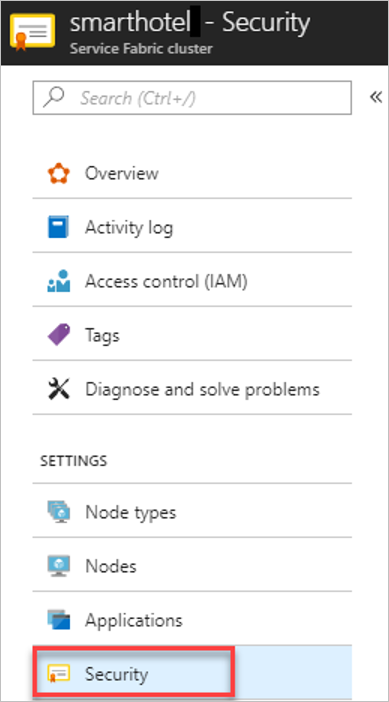 smarthotel - Security
Service Fabric cluster
Search (Ctrl+/)
Overview
Activity log
Access control (IAM)
Tags
Diagnose and solve problems
SETTINGS
Node types
Nodes
Applications
Security